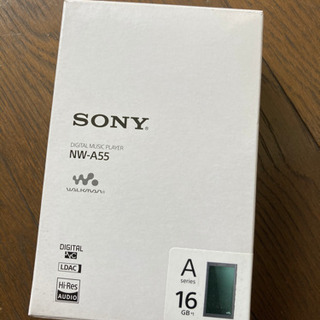 SONY®
DIGITAL MUSIC PLAYER
NW-A55
WALKMAN
DIGITAL NC
LDAC
Hi-Res
AUDIO
A
series
16
GB